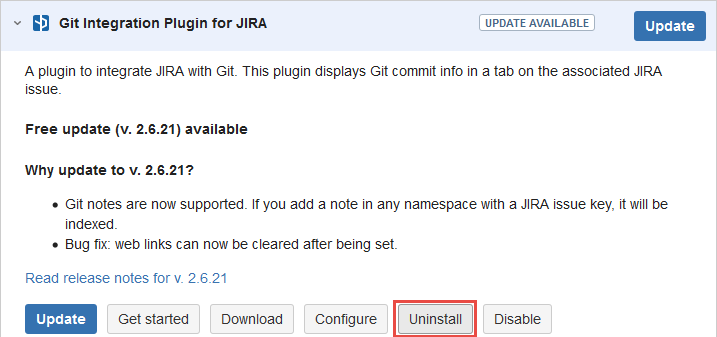 Git Integration Plugin for JIRA
UPDATE AVAILABLE
Update
A plugin to integrate JIRA with Git. This plugin displays Git commit info in a tab on the associated JIRA
issue.
Free update (v. 2.6.21) available
Why update to v. 2.6.21?
Git notes are now supported. If you add a note in any namespace with a JIRA issue key, it will be
indexed.
Bug fix: web links can now be cleared after being set.
Read release notes for v. 2.6.21
Update Get started Download Configure Uninstall Disable